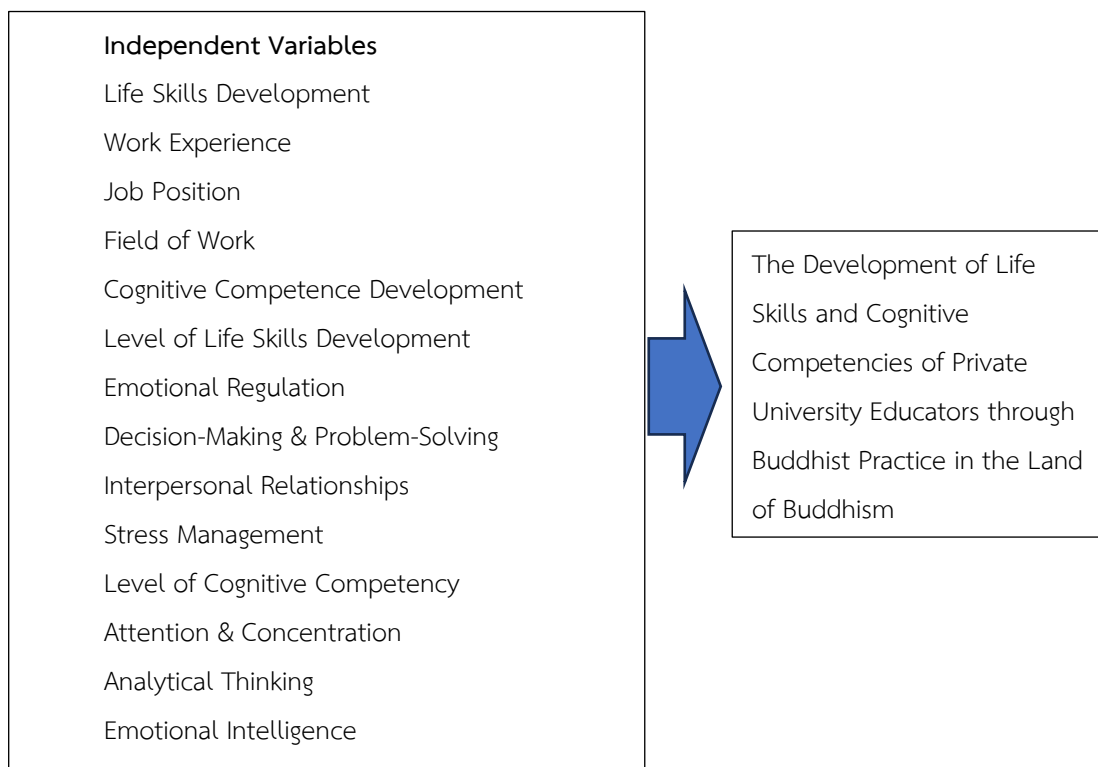 Independent Variables
Life Skills Development
Work Experience
Job Position
Field of Work
Cognitive Competence Development
Level of Life Skills Development
Emotional Regulation
Decision-Making & Problem-Solving
Interpersonal Relationships
Stress Management
Level of Cognitive Competency
Attention & Concentration
Analytical Thinking
Emotional Intelligence
The Development of Life
Skills and Cognitive
Competencies of Private
University Educators through
Buddhist Practice in the Land
of Buddhism